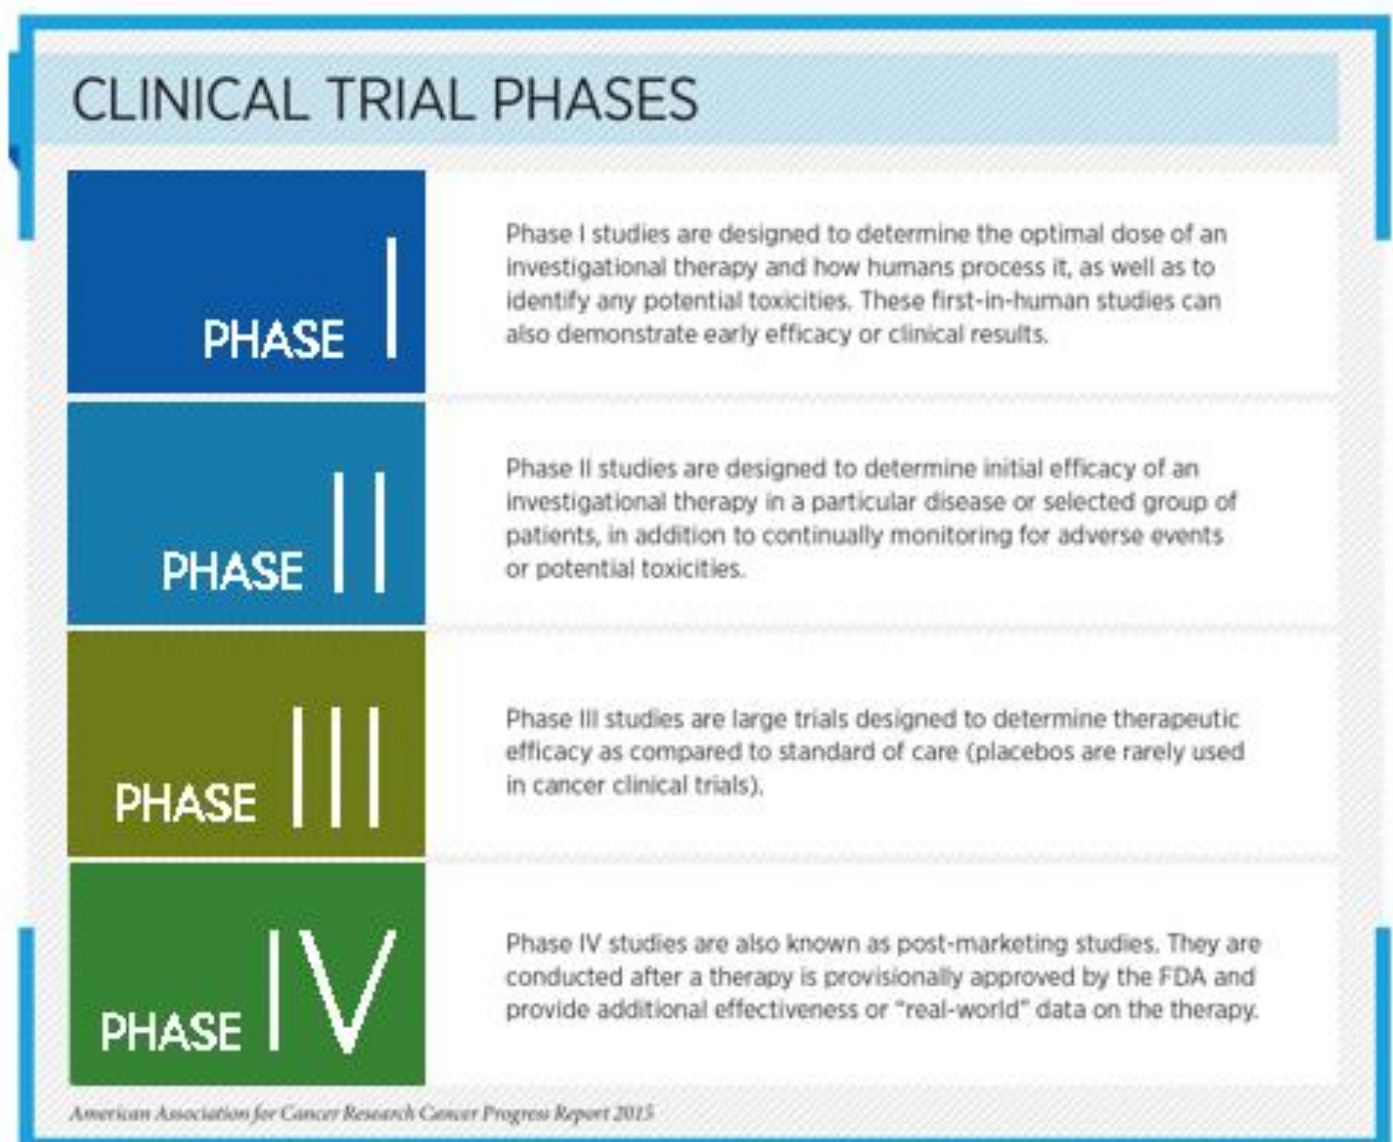 CLINICAL TRIAL PHASES
PHASE I
Phase I studies are designed to determine the optimal dose of an
investigational therapy and how humans process it, as well as to
identify any potential toxicities. These first-in-human studies can
also demonstrate early efficacy or clinical results.
PHASE II
Phase II studies are designed to determine initial efficacy of an
investigational therapy in a particular disease or selected group of
patients, in addition to continually monitoring for adverse events
or potential toxicities.
PHASE III
Phase III studies are large trials designed to determine therapeutic
efficacy as compared to standard of care (placebos are rarely used
in cancer clinical trials).
PHASE IV
Phase IV studies are also known as post-marketing studies. They are
conducted after a therapy is provisionally approved by the FDA and
provide additional effectiveness or “real-world” data on the therapy.
American Association for Cancer Research Cancer Progress Report 2015